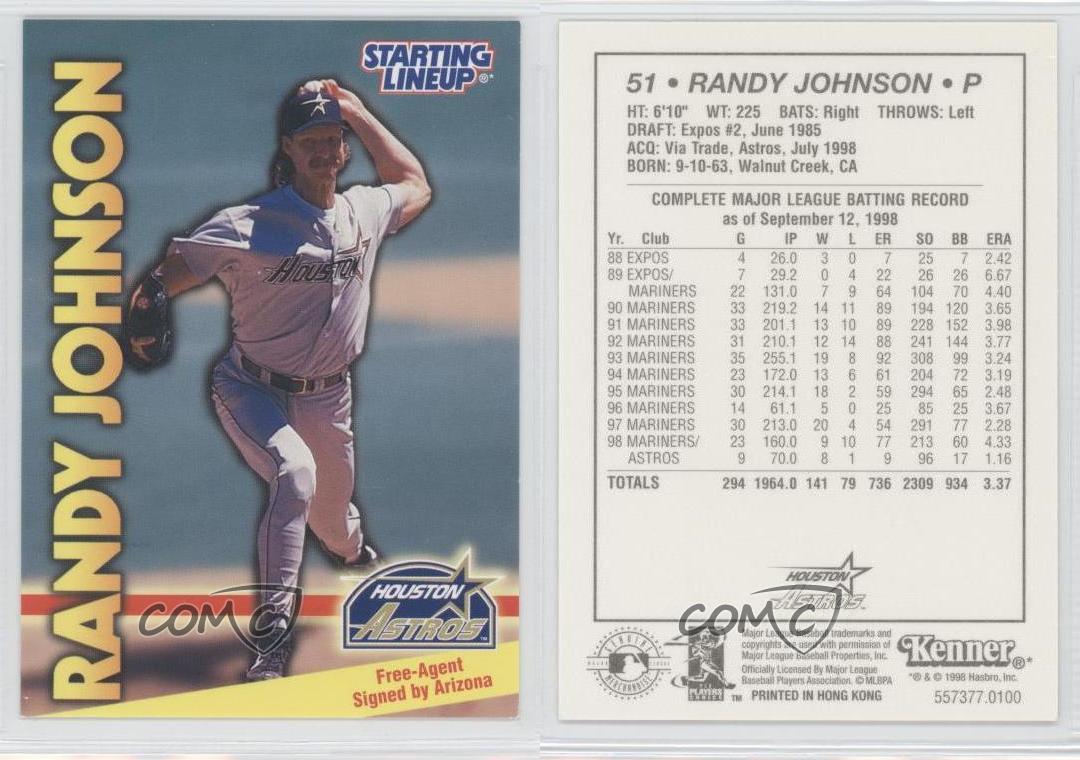 RANDY JOHNSON
STARTING
LINEUP®*
HOUSTON
HOUSTON
ASTROS™
Free-Agent
Signed by Arizona
COMC
51 • RANDY JOHNSON • P
HT: 6'10" WT: 225 BATS: Right THROWS: Left
DRAFT: Expos #2, June 1985
ACQ: Via Trade, Astros, July 1998
BORN: 9-10-63, Walnut Creek, CA
COMPLETE MAJOR LEAGUE BATTING RECORD
as of September 12, 1998
Yr. Club G IP W L ER SO BB ERA
88 EXPOS 4 26.0 3 0 7 25 7 2.42
89 EXPOS/ 7 29.2 0 4 22 26 26 6.67
MARINERS 22 131.0 7 9 64 104 70 4.40
90 MARINERS 33 219.2 14 11 89 194 120 3.65
91 MARINERS 33 201.1 13 10 89 228 152 3.98
92 MARINERS 31 210.1 12 14 88 241 144 3.77
93 MARINERS 35 255.1 19 8 92 308 99 3.24
94 MARINERS 23 172.0 13 6 61 204 72 3.19
95 MARINERS 30 214.1 18 2 59 294 65 2.48
96 MARINERS 14 61.1 5 0 25 85 25 3.67
97 MARINERS 30 213.0 20 4 54 291 77 2.28
98 MARINERS/ 23 160.0 9 10 77 213 60 4.33
ASTROS 9 70.0 8 1 9 96 17 1.16
TOTALS 294 1964.0 141 79 736 2309 934 3.37
HOUSTON
ASTROS™
COMC
GENUINE
MAJOR LEAGUE
MERCHANDISE
PLAYERS
CHOICE
™
Major League Baseball trademarks and
copyrights are used with permission of
Major League Baseball Properties, Inc.
Officially Licensed By Major League
Baseball Players Association. © MLBPA
PRINTED IN HONG KONG
Kenner®*
*® & © 1998 Hasbro, Inc.
557377.0100